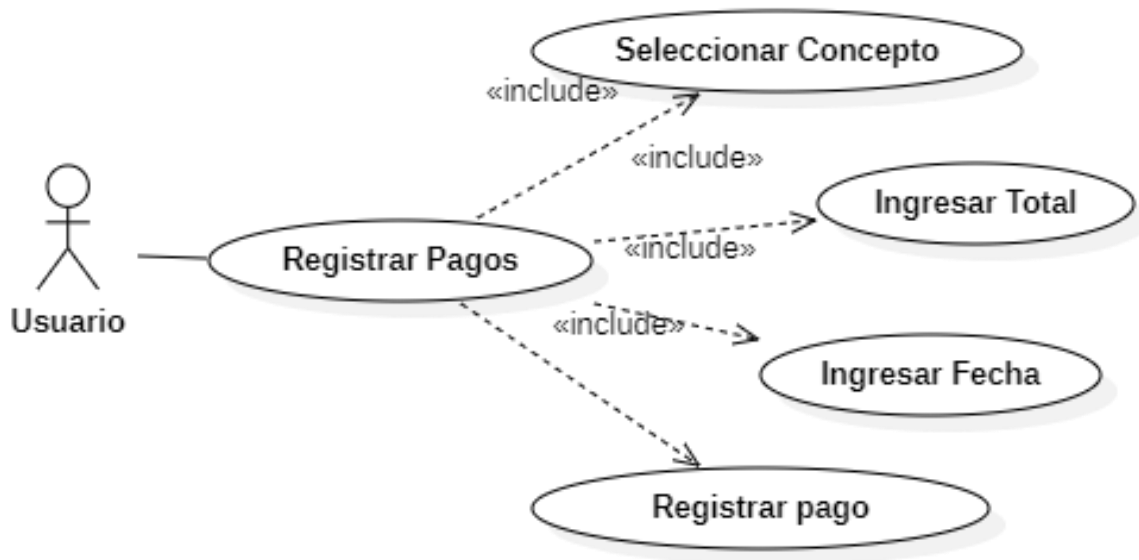 Seleccionar Concepto
«include»
«include»
Ingresar Total
«include»
Registrar Pagos
Usuario
«include»
Ingresar Fecha
Registrar pago